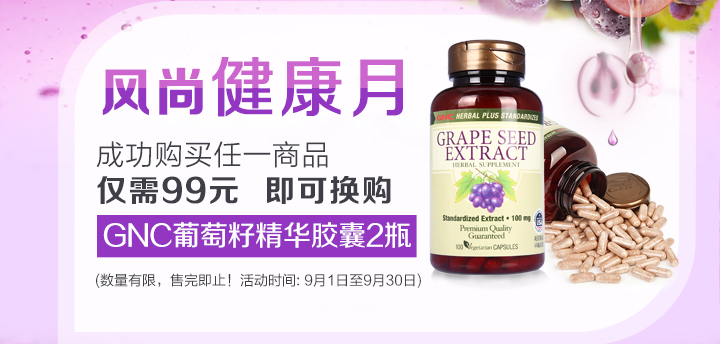 风尚健康月
成功购买任一商品
仅需99元 即可换购
GNC葡萄籽精华胶囊2瓶
(数量有限，售完即止！活动时间: 9月1日至9月30日)
GNC HERBAL PLUS STANDARDIZED
GRAPE SEED
EXTRACT
HERBAL SUPPLEMENT
Standardized Extract • 100 mg
Premium Quality
Guaranteed
100 Vegetarian CAPSULES